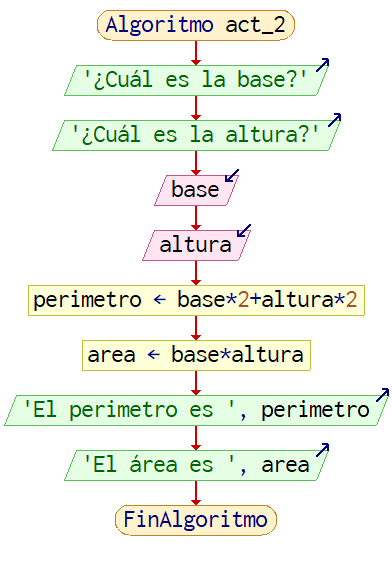 Algoritmo act_2
'¿Cuál es la base?'
'¿Cuál es la altura?'
base
altura
perimetro ← base*2+altura*2
area ← base*altura
'El perimetro es ', perimetro
'El área es ', area
FinAlgoritmo